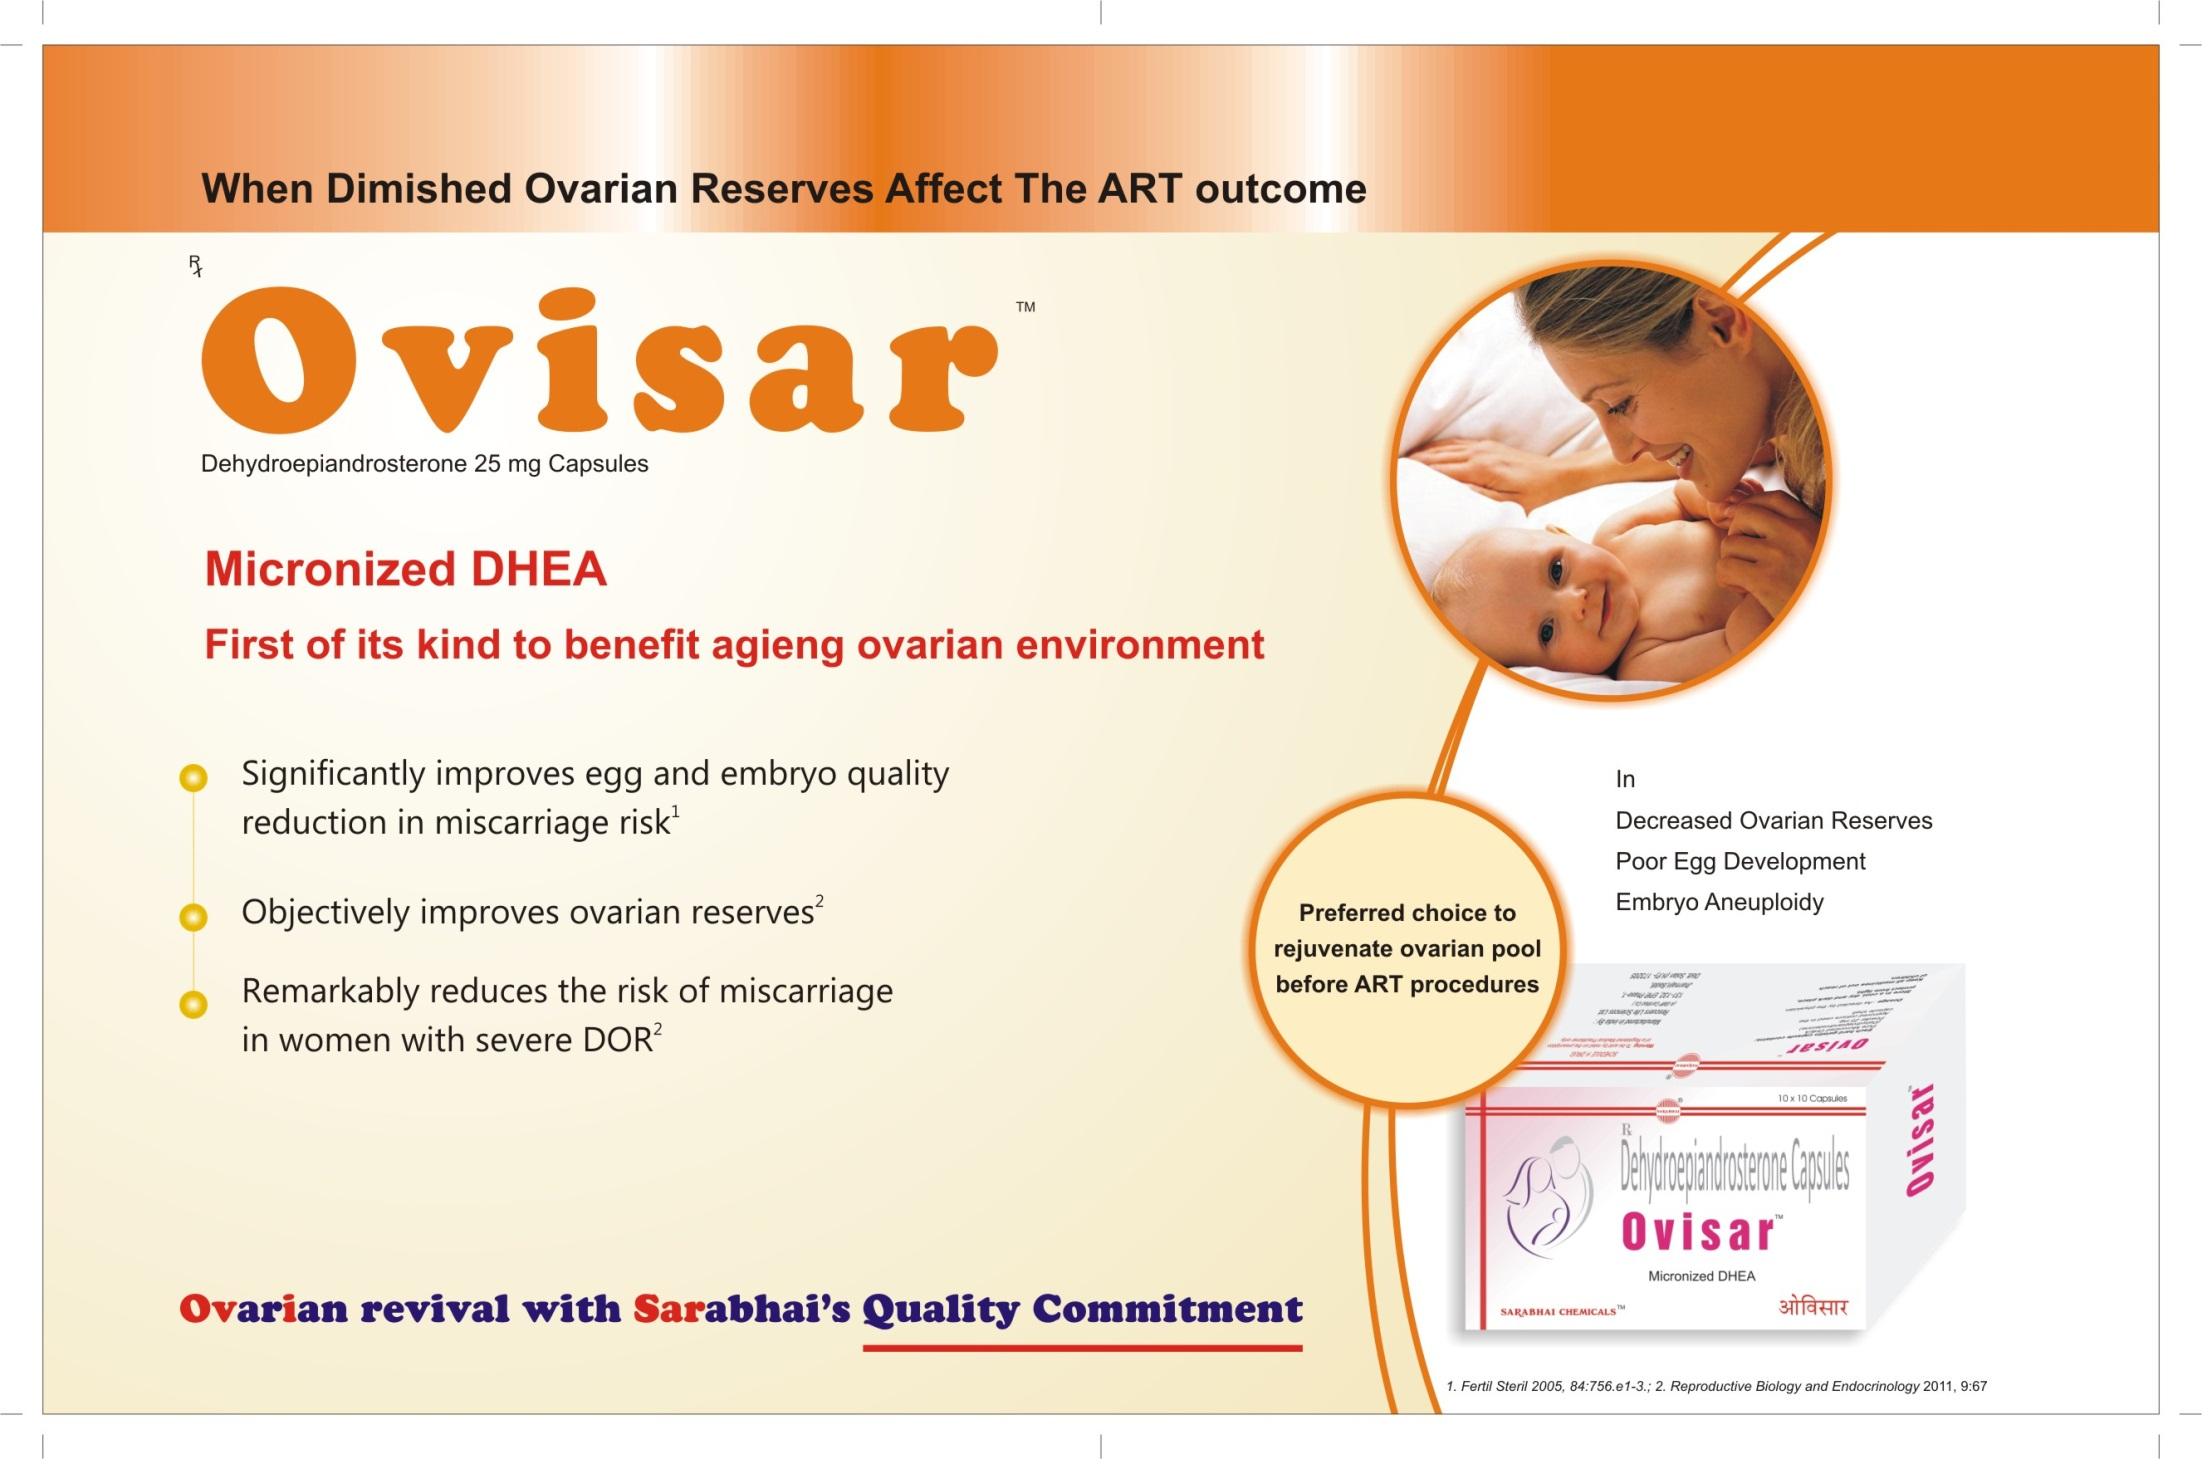 When Dimished Ovarian Reserves Affect The ART outcome
Rx
Ovisar™
Dehydroepiandrosterone 25 mg Capsules
Micronized DHEA
First of its kind to benefit agieng ovarian environment
Significantly improves egg and embryo quality
reduction in miscarriage risk1
Objectively improves ovarian reserves2
Remarkably reduces the risk of miscarriage
in women with severe DOR2
In
Decreased Ovarian Reserves
Poor Egg Development
Embryo Aneuploidy
Preferred choice to
rejuvenate ovarian pool
before ART procedures
Ovisar
Ovisar
10 x 10 Capsules
Rx
Dehydroepiandrosterone Capsules
Ovisar™
Micronized DHEA
SARABHAI CHEMICALS™
ओविसार
Ovarian revival with Sarabhai's Quality Commitment
1. Fertil Steril 2005, 84:756.e1-3.; 2. Reproductive Biology and Endocrinology 2011, 9:67